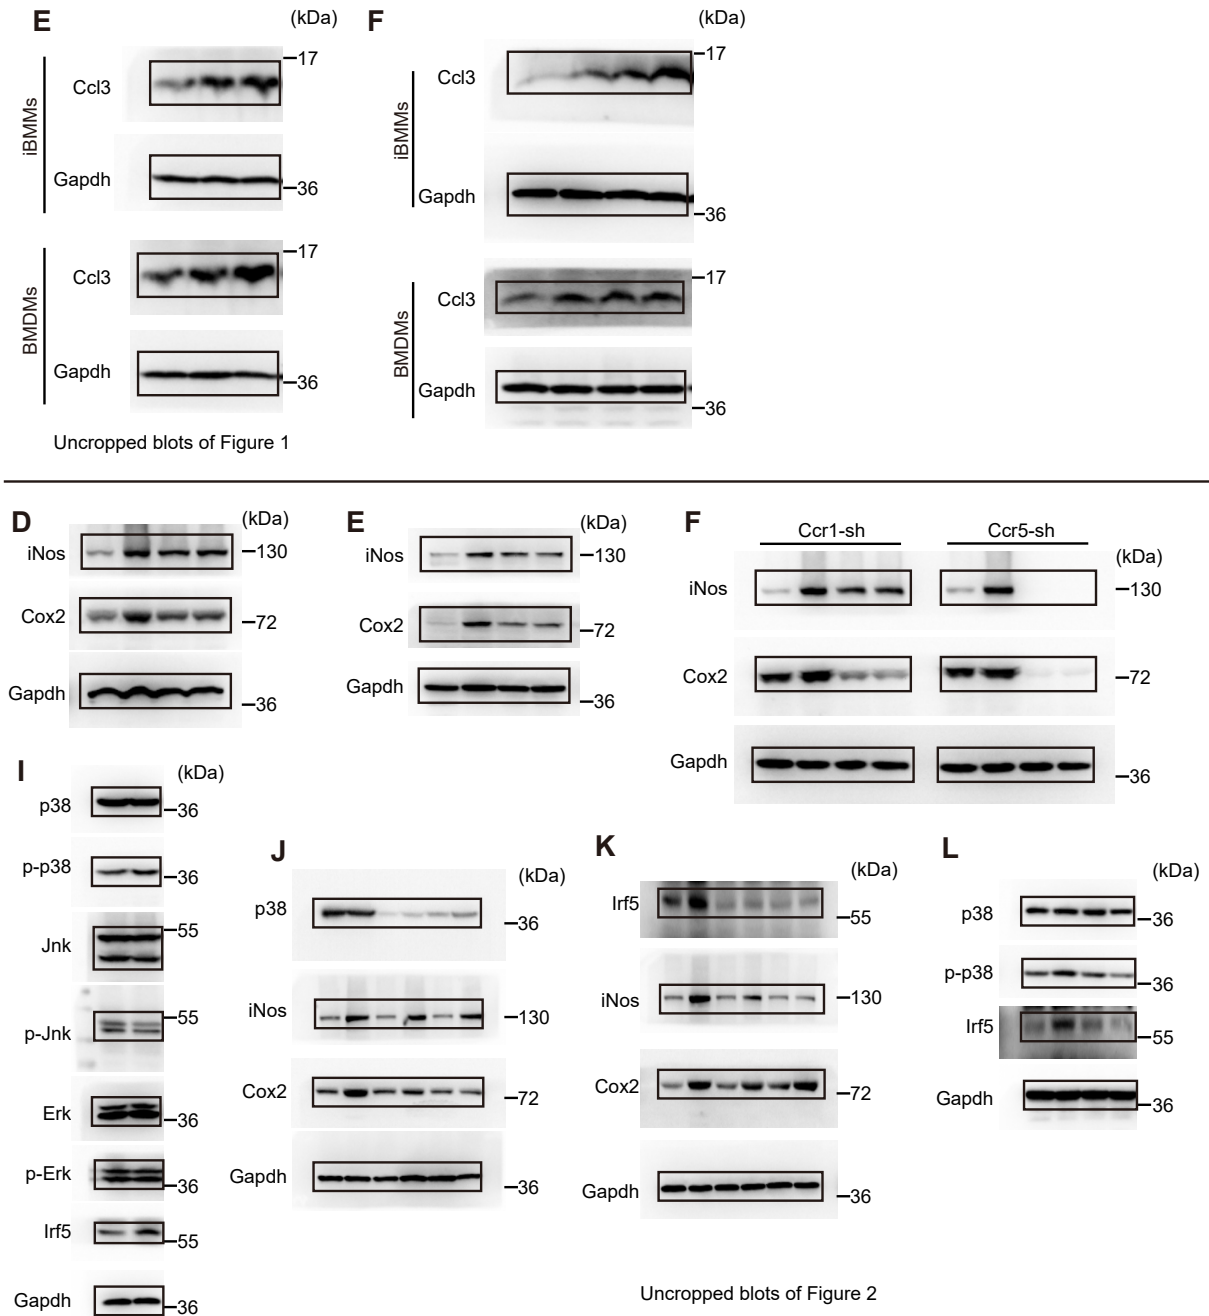 E
(kDa)
iBMMs
Ccl3
17
Gapdh
36
BMDMs
Ccl3
17
Gapdh
36
F
iBMMs
Ccl3
17
Gapdh
36
BMDMs
Ccl3
17
Gapdh
36
Uncropped blots of Figure 1
D
(kDa)
iNos
130
Cox2
72
Gapdh
36
E
(kDa)
iNos
130
Cox2
72
Gapdh
36
F
Ccr1-sh
Ccr5-sh
(kDa)
iNos
130
Cox2
72
Gapdh
36
I
(kDa)
p38
36
p-p38
36
Jnk
55
p-Jnk
55
Erk
36
p-Erk
36
Irf5
55
Gapdh
36
J
(kDa)
p38
36
iNos
130
Cox2
72
Gapdh
36
K
(kDa)
Irf5
55
iNos
130
Cox2
72
Gapdh
36
L
(kDa)
p38
36
p-p38
36
Irf5
55
Gapdh
36
Uncropped blots of Figure 2